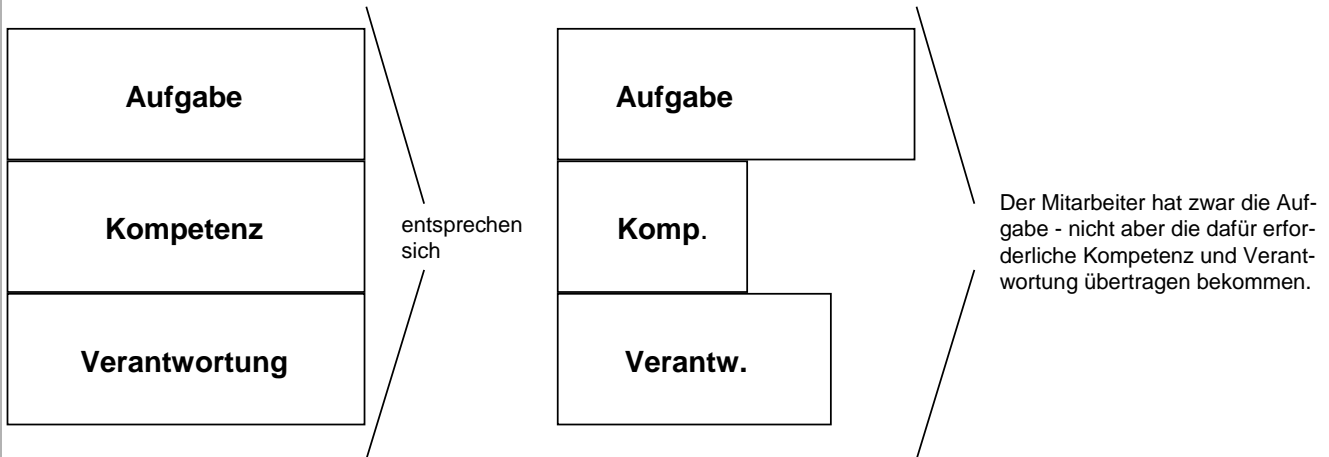 Aufgabe
Kompetenz
Verantwortung
entsprechen
sich
Aufgabe
Komp.
Verantw.
Der Mitarbeiter hat zwar die Auf-
gabe - nicht aber die dafür erfor-
derliche Kompetenz und Verant-
wortung übertragen bekommen.